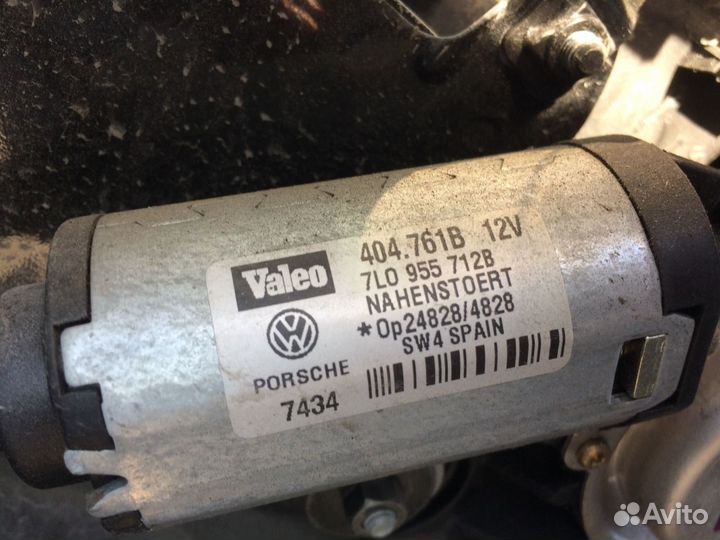 Valeo
404.761B 12V
7L0 955 712B
NAHENSTOERT
*Op24828/4828
SW4 SPAIN
PORSCHE
7434
Avito